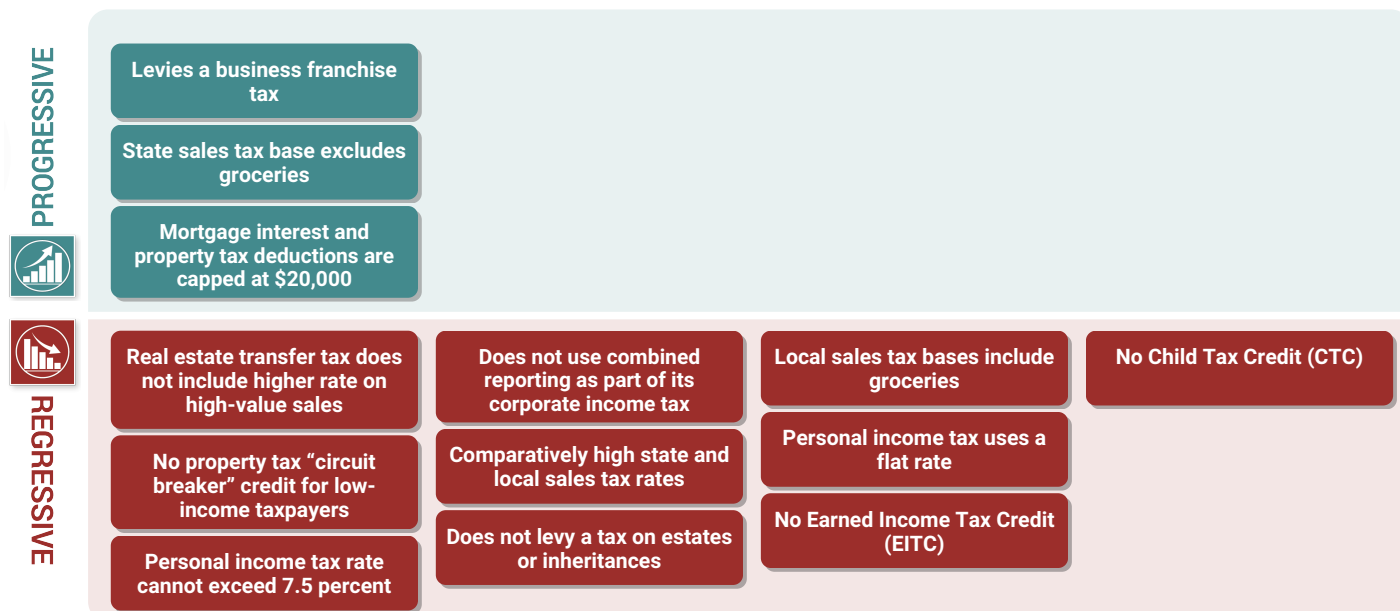 PROGRESSIVE
Levies a business franchise
tax
State sales tax base excludes
groceries
Mortgage interest and
property tax deductions are
capped at $20,000
REGRESSIVE
Real estate transfer tax does
not include higher rate on
high-value sales
No property tax “circuit
breaker” credit for low-
income taxpayers
Personal income tax rate
cannot exceed 7.5 percent
Does not use combined
reporting as part of its
corporate income tax
Comparatively high state and
local sales tax rates
Does not levy a tax on estates
or inheritances
Local sales tax bases include
groceries
Personal income tax uses a
flat rate
No Earned Income Tax Credit
(EITC)
No Child Tax Credit (CTC)